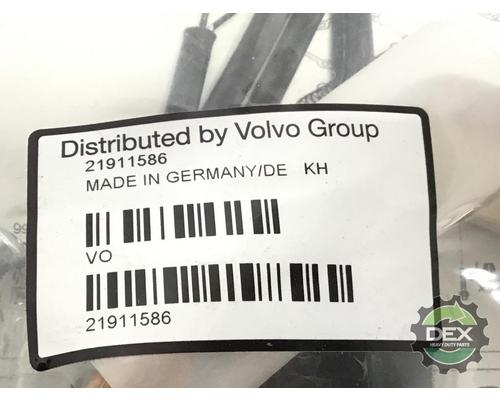 Distributed by Volvo Group
21911586
MADE IN GERMANY/DE KH
VO
21911586
DEX
HEAVY DUTY PARTS